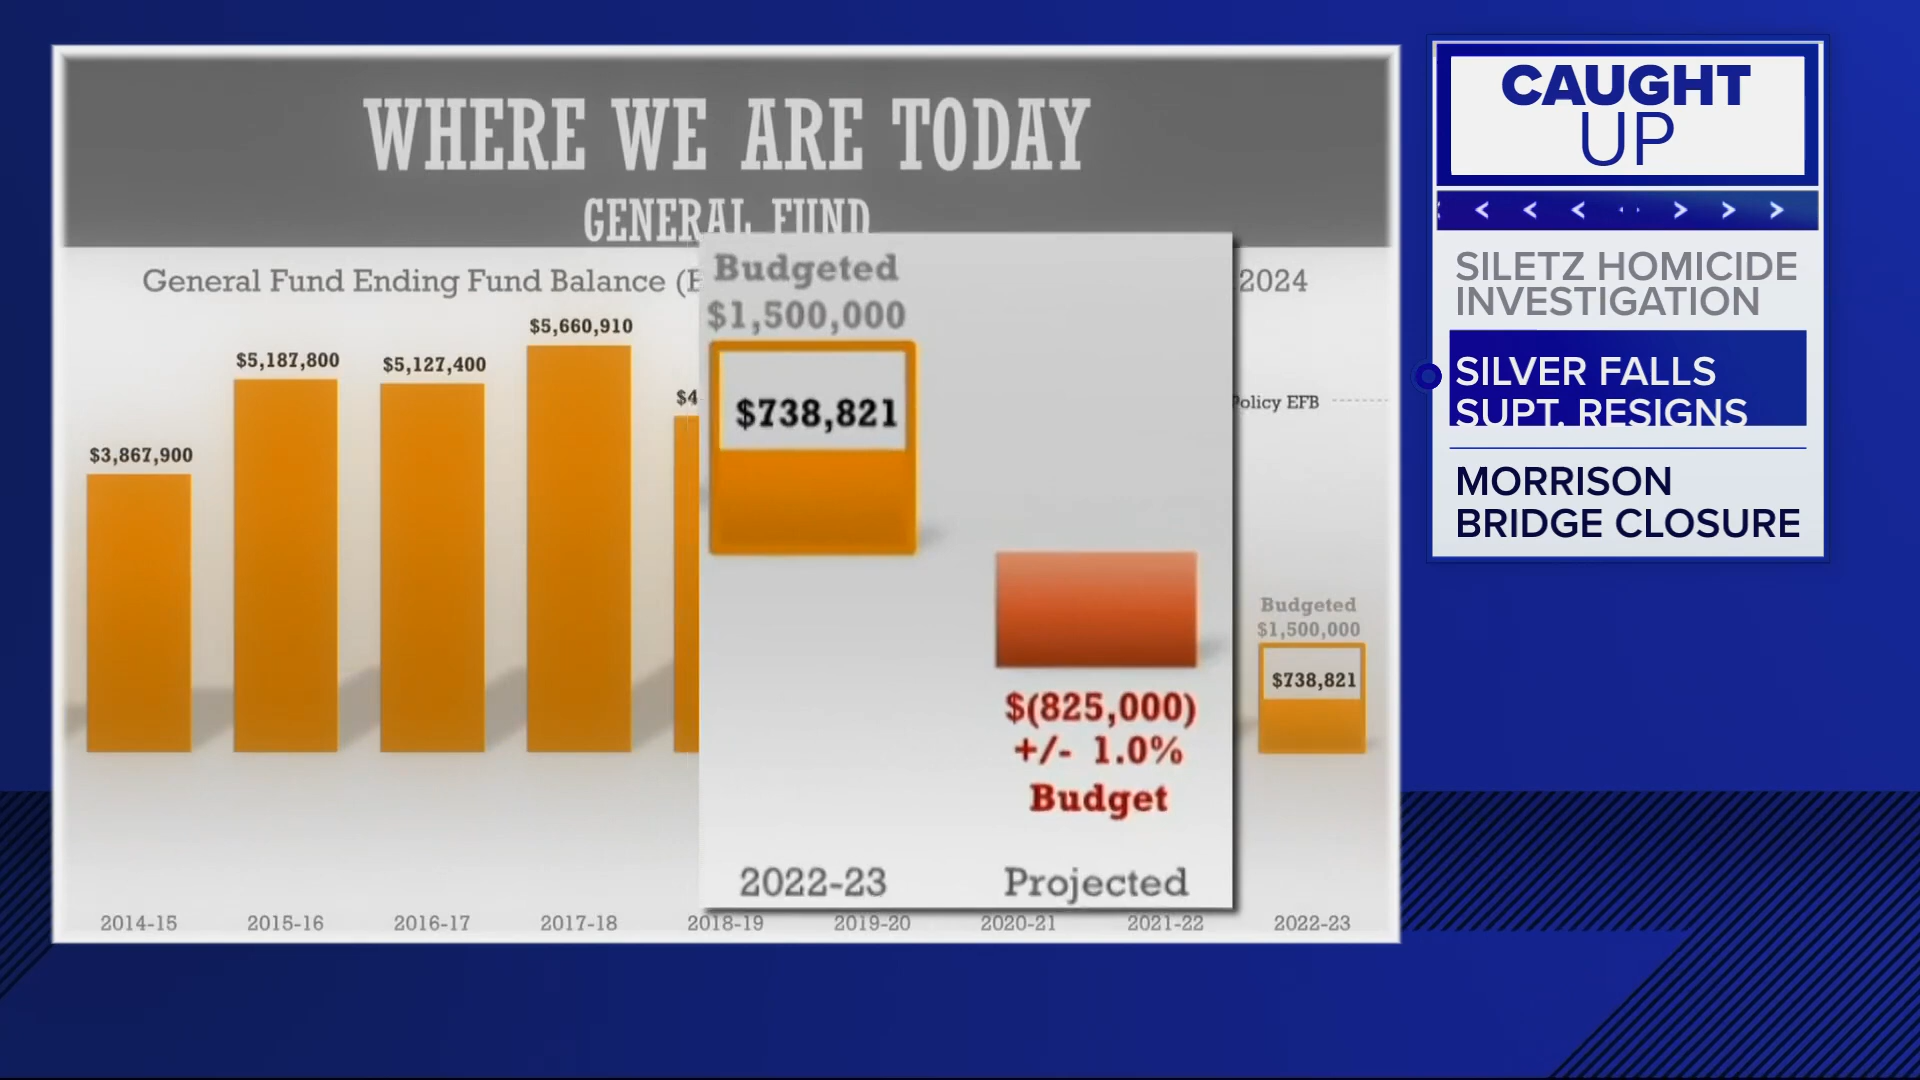 WHERE WE ARE TODAY
GENERAL FUND
General Fund Ending Fund Balance
2024
$3,867,900
$5,187,800
$5,127,400
$5,660,910
Policy EFB
Budgeted
$1,500,000
$738,821
$(825,000)
+/- 1.0%
Budget
2022-23
Projected
Budgeted
$1,500,000
$738,821
2014-15
2015-16
2016-17
2017-18
2018-19
2019-20
2020-21
2021-22
2022-23
CAUGHT
UP
SILETZ HOMICIDE
INVESTIGATION
SILVER FALLS
SUPT. RESIGNS
MORRISON
BRIDGE CLOSURE